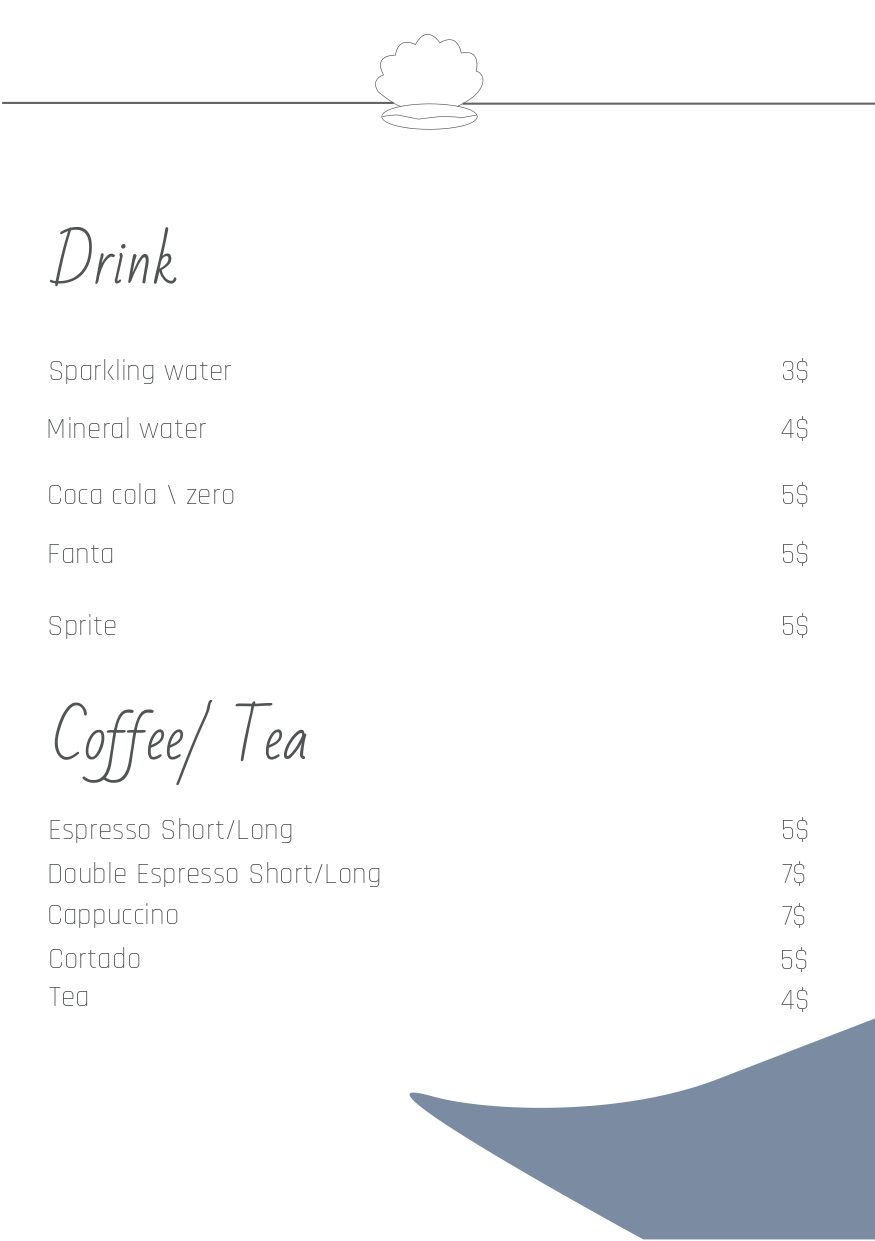 Drink
Sparkling water 3$
Mineral water 4$
Coca cola \ zero 5$
Fanta 5$
Sprite 5$
Coffee/ Tea
Espresso Short/Long 5$
Double Espresso Short/Long 7$
Cappuccino 7$
Cortado 5$
Tea 4$